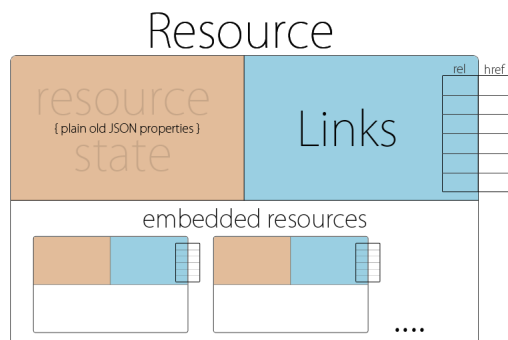 Resource
rel href
resource
{ plain old JSON properties }
state
Links
embedded resources
....